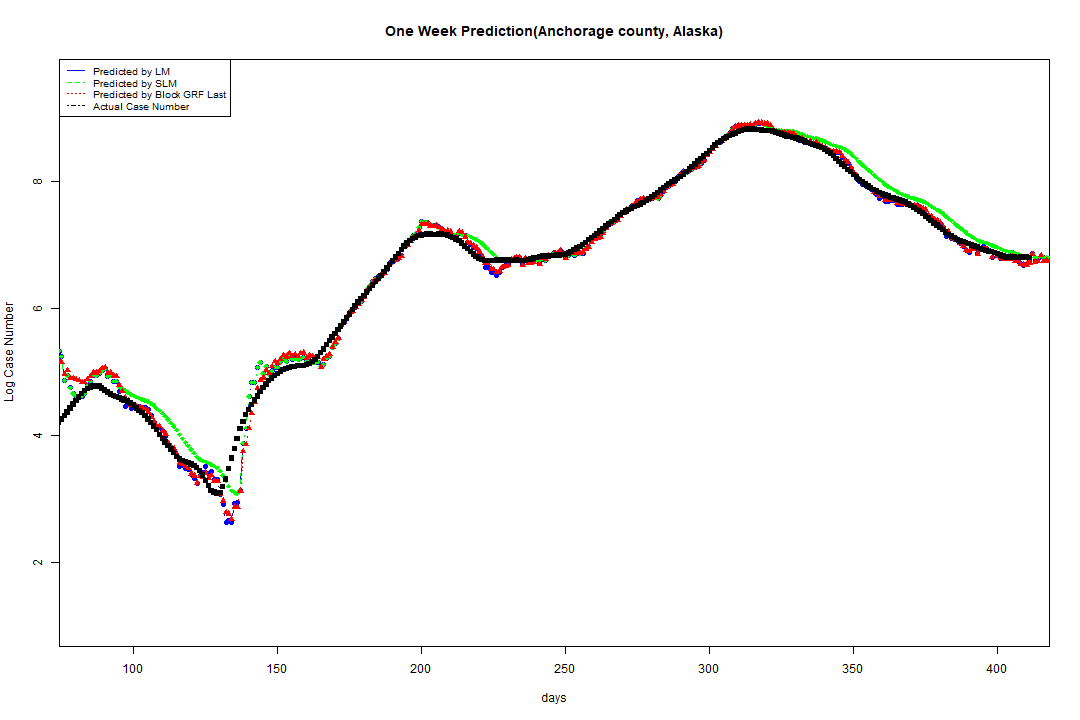 One Week Prediction(Anchorage county, Alaska)
Predicted by LM
Predicted by SLM
Predicted by Block GRF Last
Actual Case Number
8
6
4
2
Log Case Number
100 150 200 250 300 350 400
days